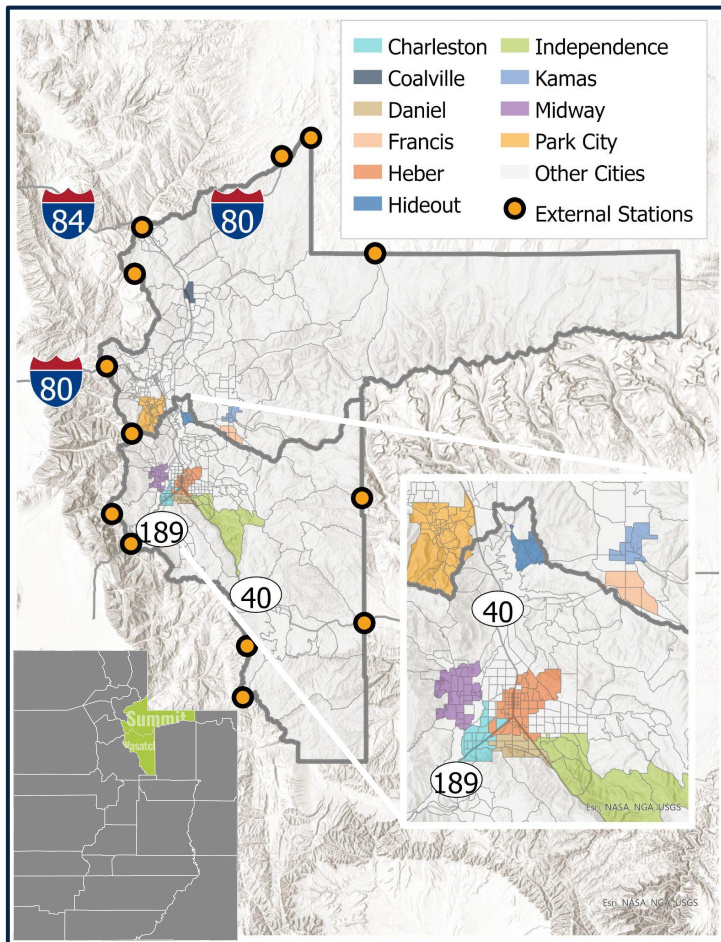 Charleston
Coalville
Daniel
Francis
Heber
Hideout
Independence
Kamas
Midway
Park City
Other Cities
External Stations
84
80
80
189
40
40
189
Esri, NASA, NGA, USGS
Summit
Wasatch
Esri, NASA, NGA, USGS